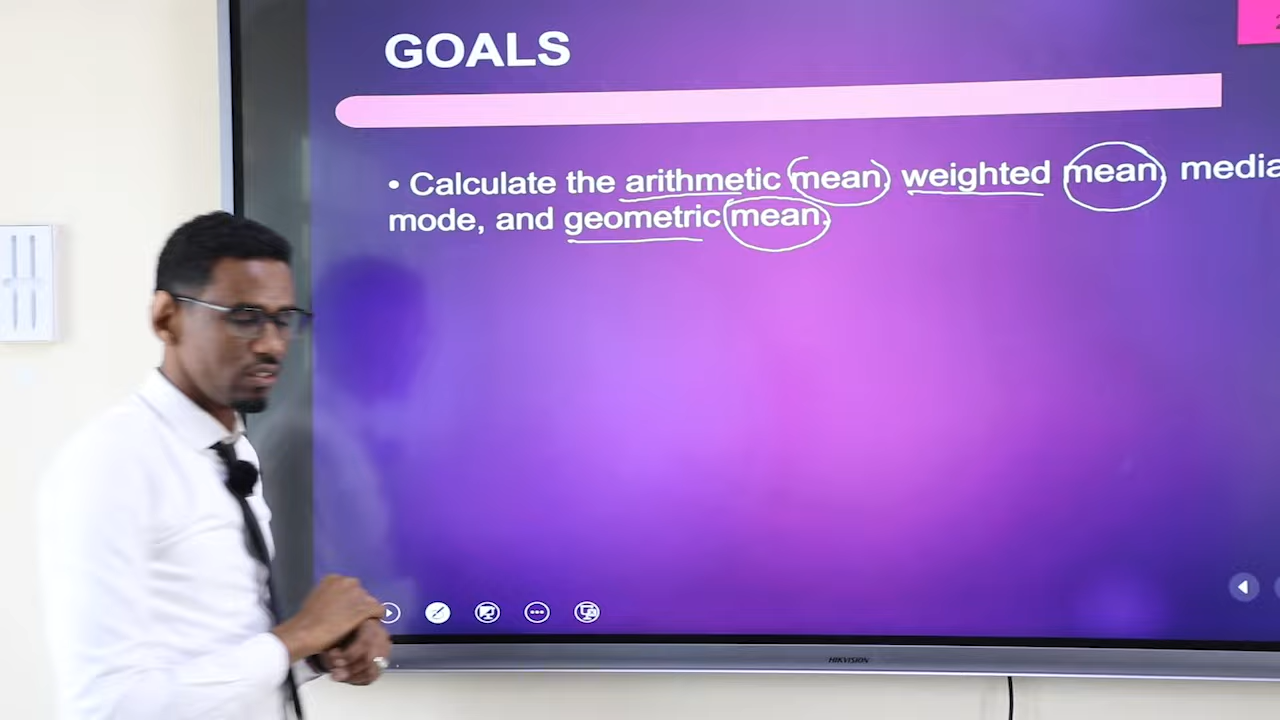 GOALS
• Calculate the arithmetic mean, weighted mean, media
mode, and geometric mean.
HIKVISION